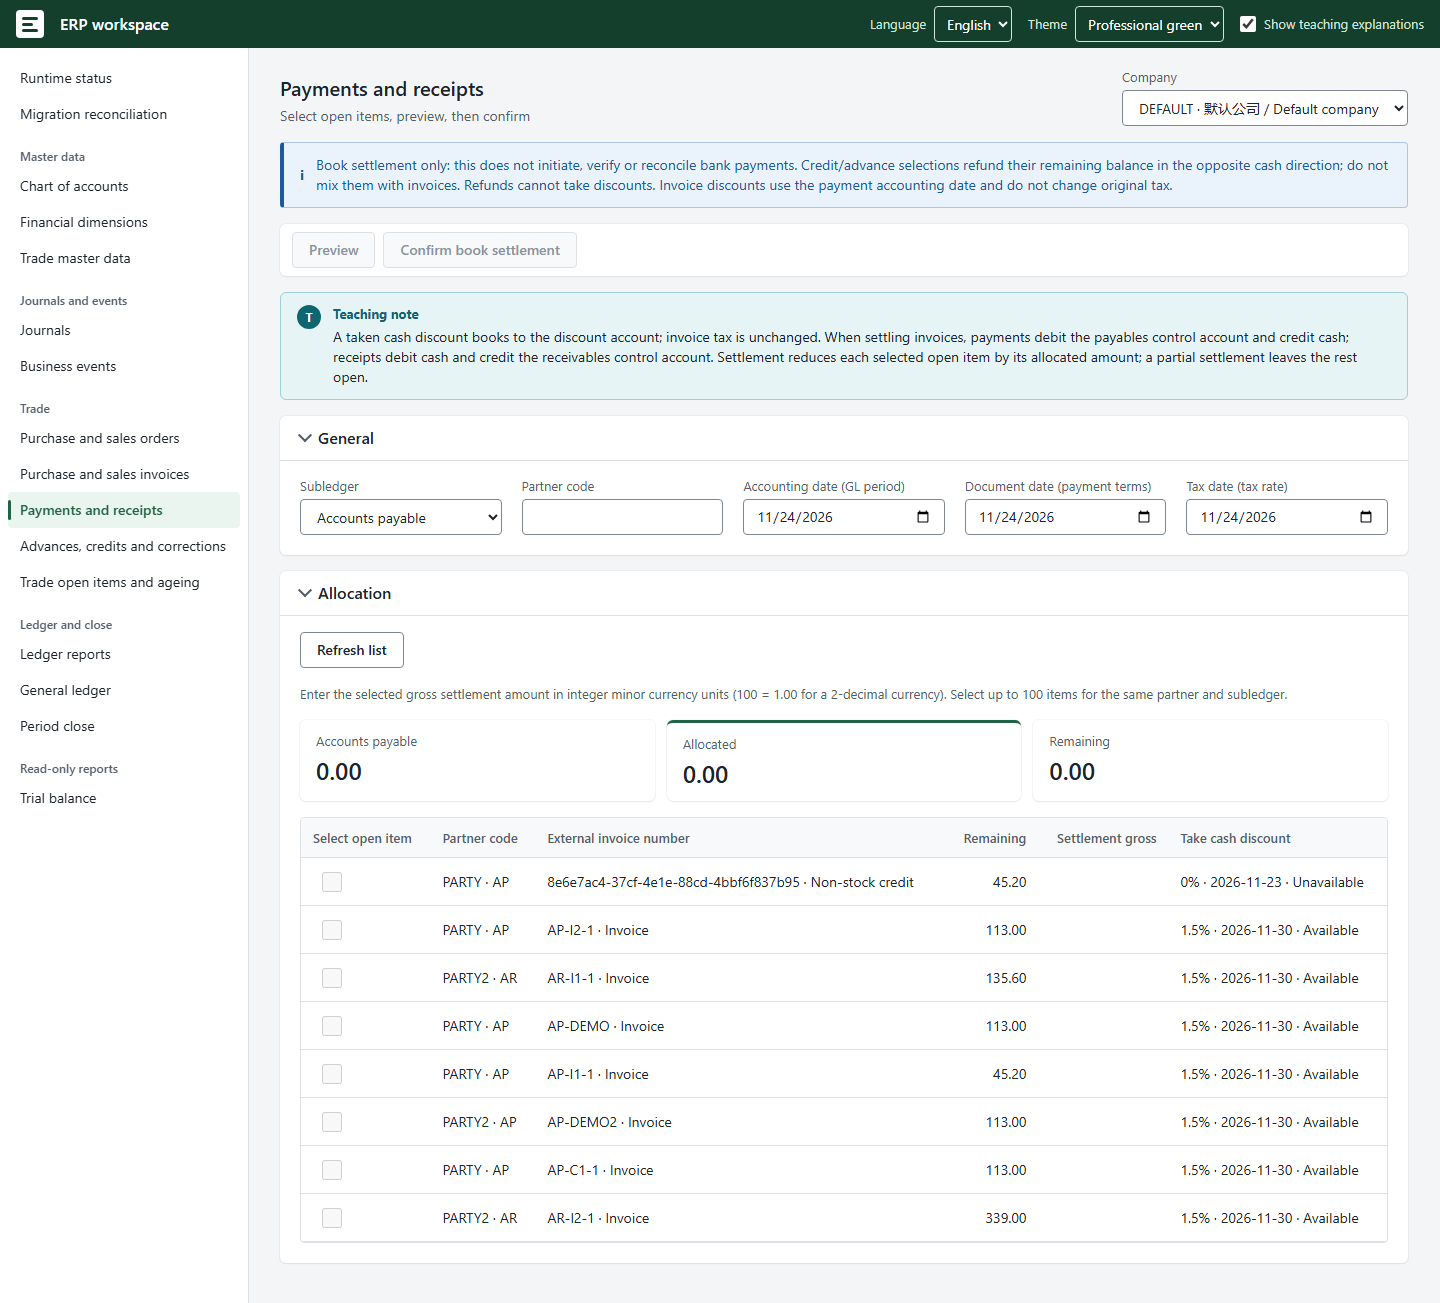 ERP workspace
Language English Theme Professional green Show teaching explanations
Runtime status
Migration reconciliation
Master data
Chart of accounts
Financial dimensions
Trade master data
Journals and events
Journals
Business events
Trade
Purchase and sales orders
Purchase and sales invoices
Payments and receipts
Advances, credits and corrections
Trade open items and ageing
Ledger and close
Ledger reports
General ledger
Period close
Read-only reports
Trial balance
Payments and receipts
Select open items, preview, then confirm
Company
DEFAULT · 默认公司 / Default company
i
Book settlement only: this does not initiate, verify or reconcile bank payments. Credit/advance selections refund their remaining balance in the opposite cash direction; do not
mix them with invoices. Refunds cannot take discounts. Invoice discounts use the payment accounting date and do not change original tax.
Preview Confirm book settlement
T Teaching note
A taken cash discount books to the discount account; invoice tax is unchanged. When settling invoices, payments debit the payables control account and credit cash;
receipts debit cash and credit the receivables control account. Settlement reduces each selected open item by its allocated amount; a partial settlement leaves the rest
open.
General
Subledger Partner code Accounting date (GL period) Document date (payment terms) Tax date (tax rate)
Accounts payable 11/24/2026 11/24/2026 11/24/2026
Allocation
Refresh list
Enter the selected gross settlement amount in integer minor currency units (100 = 1.00 for a 2-decimal currency). Select up to 100 items for the same partner and subledger.
Accounts payable Allocated Remaining
0.00 0.00 0.00
Select open item Partner code External invoice number Remaining Settlement gross Take cash discount
PARTY · AP 8e6e7ac4-37cf-4e1e-88cd-4bbf6f837b95 · Non-stock credit 45.20 0% · 2026-11-23 · Unavailable
PARTY · AP AP-I2-1 · Invoice 113.00 1.5% · 2026-11-30 · Available
PARTY2 · AR AR-I1-1 · Invoice 135.60 1.5% · 2026-11-30 · Available
PARTY · AP AP-DEMO · Invoice 113.00 1.5% · 2026-11-30 · Available
PARTY · AP AP-I1-1 · Invoice 45.20 1.5% · 2026-11-30 · Available
PARTY2 · AP AP-DEMO2 · Invoice 113.00 1.5% · 2026-11-30 · Available
PARTY · AP AP-C1-1 · Invoice 113.00 1.5% · 2026-11-30 · Available
PARTY2 · AR AR-I2-1 · Invoice 339.00 1.5% · 2026-11-30 · Available